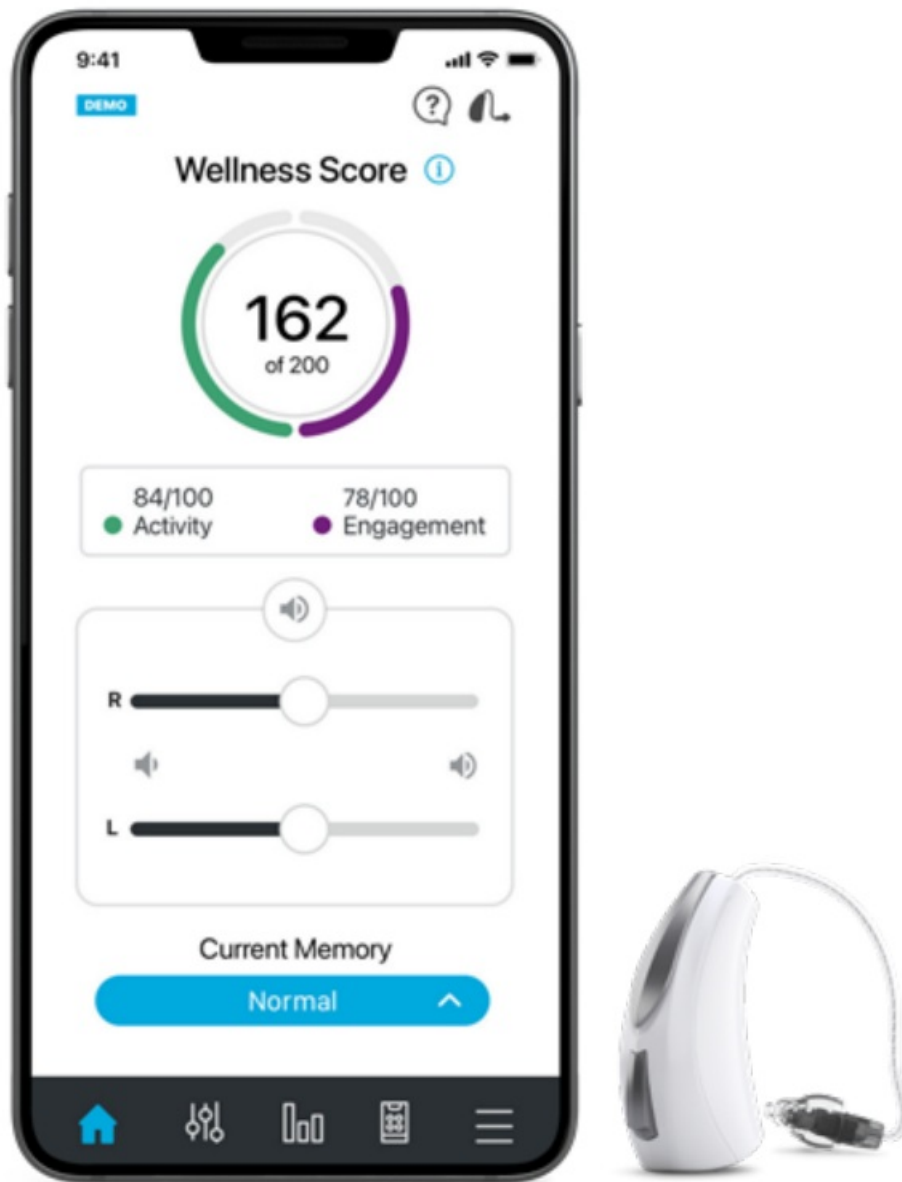 9:41
DEMO
?
Wellness Score i
162
of 200
84/100
Activity
78/100
Engagement
R
L
Current Memory
Normal